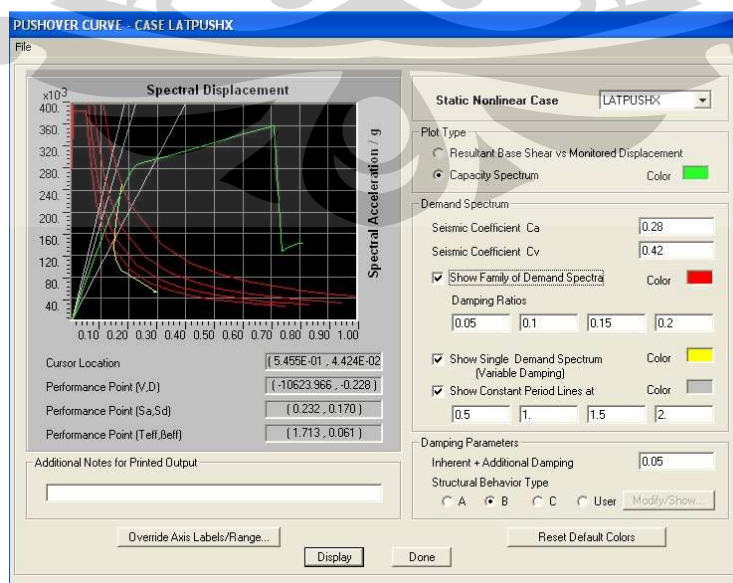 PUSHOVER CURVE - CASE LATPUSHX
File
x10-3
Spectral Displacement
400.
360.
320.
280.
240.
200.
160.
120.
80.
40.
Spectral Acceleration / g
0.10 0.20 0.30 0.40 0.50 0.60 0.70 0.80 0.90 1.00
Cursor Location
( 5.455E-01 , 4.424E-02
Performance Point (V,D)
( -10623.966 , -0.228 )
Performance Point (Sa,Sd)
( 0.232 , 0.170 )
Performance Point (Teff,βeff)
( 1.713 , 0.061 )
Additional Notes for Printed Output
Override Axis Labels/Range...
Static Nonlinear Case
LATPUSHX
Plot Type
Resultant Base Shear vs Monitored Displacement
Capacity Spectrum
Color
Demand Spectrum
Seismic Coefficient Ca
0.28
Seismic Coefficient Cv
0.42
Show Family of Demand Spectra
Color
Damping Ratios
0.05 0.1 0.15 0.2
Show Single Demand Spectrum
(Variable Damping)
Color
Show Constant Period Lines at
Color
0.5 1. 1.5 2.
Damping Parameters
Inherent + Additional Damping
0.05
Structural Behavior Type
A B C User Modify/Show...
Reset Default Colors
Display
Done